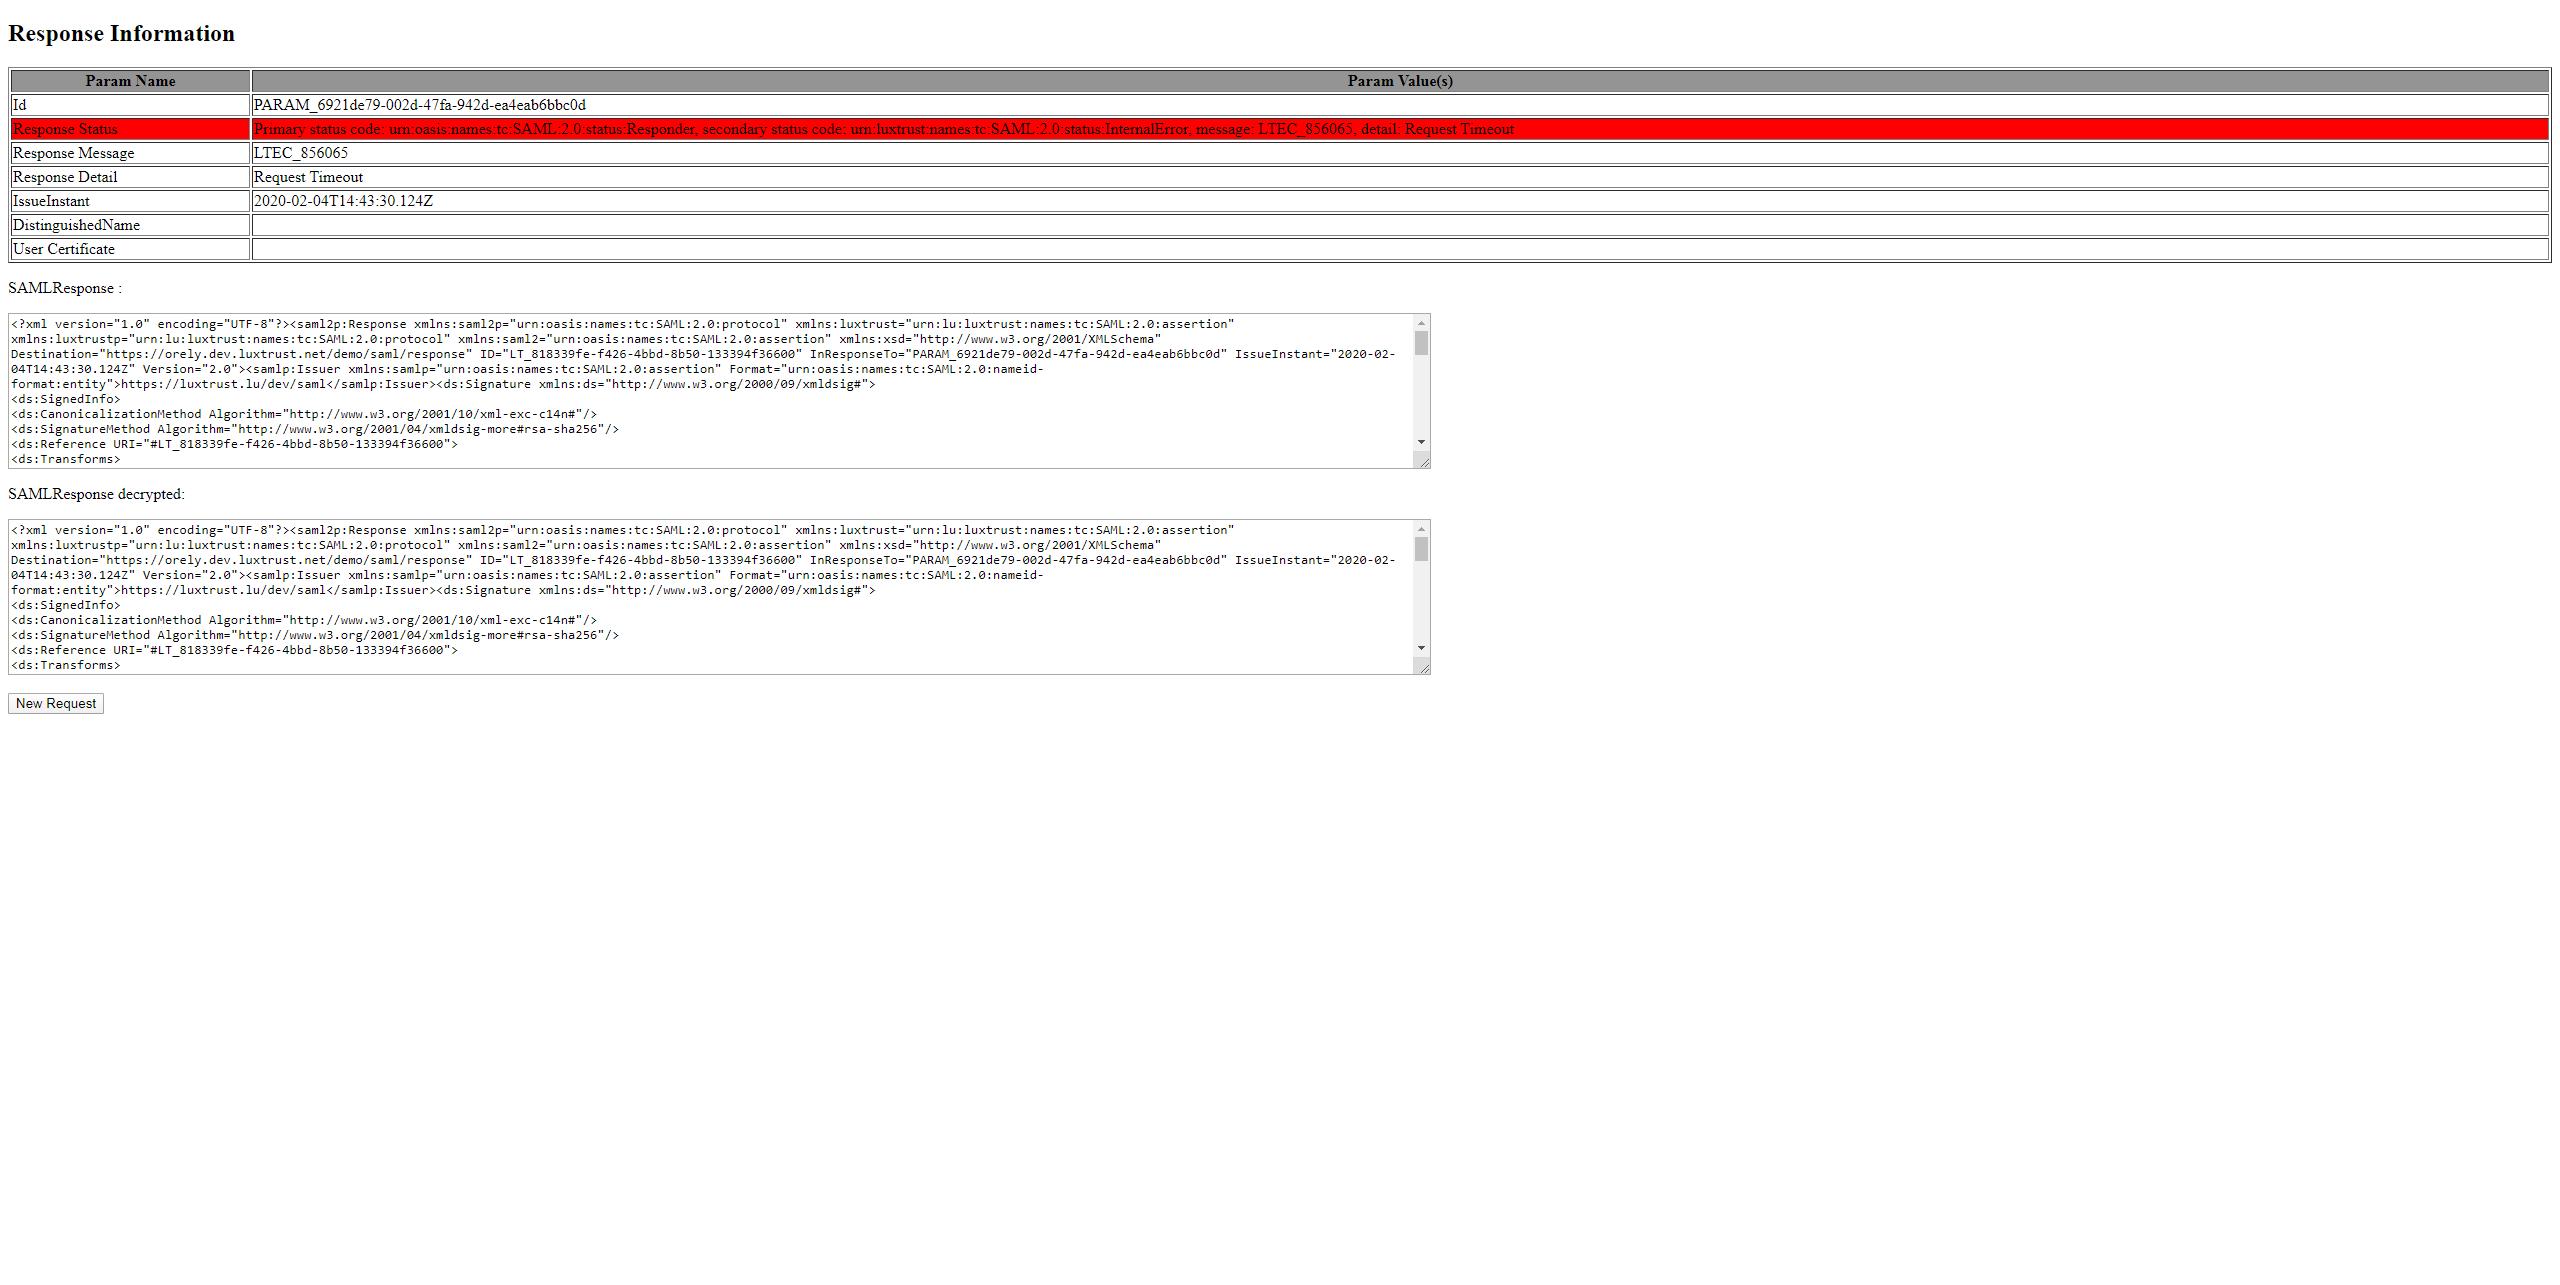 Response Information
Param Name Param Value(s)
Id PARAM_6921de79-002d-47fa-942d-ea4eab6bbc0d
Response Status Primary status code: urn:oasis:names:tc:SAML:2.0:status:Responder, secondary status code: urn:luxtrust:names:tc:SAML:2.0:status:InternalError, message: LTEC_856065, detail: Request Timeout
Response Message LTEC_856065
Response Detail Request Timeout
IssueInstant 2020-02-04T14:43:30.124Z
DistinguishedName
User Certificate
SAMLResponse :
<?xml version="1.0" encoding="UTF-8"?><saml2p:Response xmlns:saml2p="urn:oasis:names:tc:SAML:2.0:protocol" xmlns:luxtrust="urn:lu:luxtrust:names:tc:SAML:2.0:assertion"
xmlns:luxtrustp="urn:lu:luxtrust:names:tc:SAML:2.0:protocol" xmlns:saml2="urn:oasis:names:tc:SAML:2.0:assertion" xmlns:xsd="http://www.w3.org/2001/XMLSchema"
Destination="https://orely.dev.luxtrust.net/demo/saml/response" ID="LT_818339fe-f426-4bbd-8b50-133394f36600" InResponseTo="PARAM_6921de79-002d-47fa-942d-ea4eab6bbc0d" IssueInstant="2020-02-
04T14:43:30.124Z" Version="2.0"><samlp:Issuer xmlns:samlp="urn:oasis:names:tc:SAML:2.0:assertion" Format="urn:oasis:names:tc:SAML:2.0:nameid-
format:entity">https://luxtrust.lu/dev/saml</samlp:Issuer><ds:Signature xmlns:ds="http://www.w3.org/2000/09/xmldsig#">
<ds:SignedInfo>
<ds:CanonicalizationMethod Algorithm="http://www.w3.org/2001/10/xml-exc-c14n#"/>
<ds:SignatureMethod Algorithm="http://www.w3.org/2001/04/xmldsig-more#rsa-sha256"/>
<ds:Reference URI="#LT_818339fe-f426-4bbd-8b50-133394f36600">
<ds:Transforms>
SAMLResponse decrypted:
<?xml version="1.0" encoding="UTF-8"?><saml2p:Response xmlns:saml2p="urn:oasis:names:tc:SAML:2.0:protocol" xmlns:luxtrust="urn:lu:luxtrust:names:tc:SAML:2.0:assertion"
xmlns:luxtrustp="urn:lu:luxtrust:names:tc:SAML:2.0:protocol" xmlns:saml2="urn:oasis:names:tc:SAML:2.0:assertion" xmlns:xsd="http://www.w3.org/2001/XMLSchema"
Destination="https://orely.dev.luxtrust.net/demo/saml/response" ID="LT_818339fe-f426-4bbd-8b50-133394f36600" InResponseTo="PARAM_6921de79-002d-47fa-942d-ea4eab6bbc0d" IssueInstant="2020-02-
04T14:43:30.124Z" Version="2.0"><samlp:Issuer xmlns:samlp="urn:oasis:names:tc:SAML:2.0:assertion" Format="urn:oasis:names:tc:SAML:2.0:nameid-
format:entity">https://luxtrust.lu/dev/saml</samlp:Issuer><ds:Signature xmlns:ds="http://www.w3.org/2000/09/xmldsig#">
<ds:SignedInfo>
<ds:CanonicalizationMethod Algorithm="http://www.w3.org/2001/10/xml-exc-c14n#"/>
<ds:SignatureMethod Algorithm="http://www.w3.org/2001/04/xmldsig-more#rsa-sha256"/>
<ds:Reference URI="#LT_818339fe-f426-4bbd-8b50-133394f36600">
<ds:Transforms>
New Request